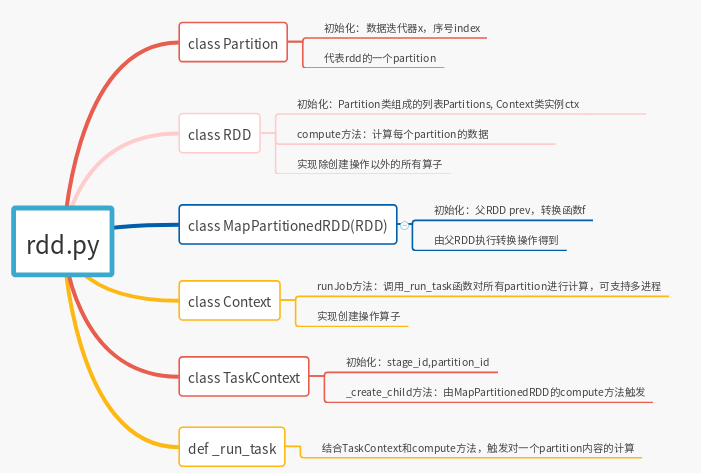 rdd.py
class Partition
初始化：数据迭代器x，序号index
代表rdd的一个partition
class RDD
初始化：Partition类组成的列表Partitions, Context类实例ctx
compute方法：计算每个partition的数据
实现除创建操作以外的所有算子
class MapPartitionedRDD(RDD)
初始化：父RDD prev，转换函数f
由父RDD执行转换操作得到
class Context
runJob方法：调用_run_task函数对所有partition进行计算，可支持多进程
实现创建操作算子
class TaskContext
初始化：stage_id,partition_id
_create_child方法：由MapPartitionedRDD的compute方法触发
def _run_task
结合TaskContext和compute方法，触发对一个partition内容的计算